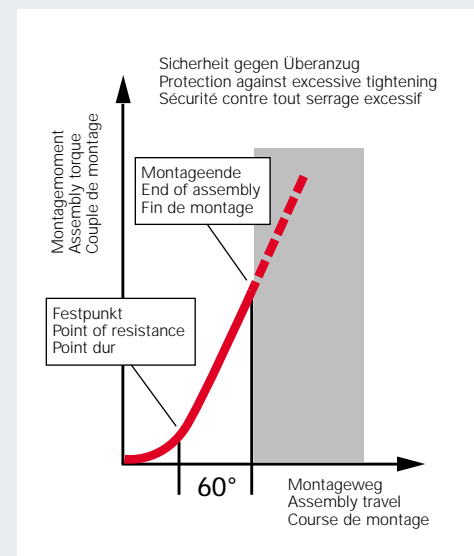 Sicherheit gegen Überanzug
Protection against excessive tightening
Sécurité contre tout serrage excessif
Montagemoment
Assembly torque
Couple de montage
Montageende
End of assembly
Fin de montage
Festpunkt
Point of resistance
Point dur
60°
Montageweg
Assembly travel
Course de montage